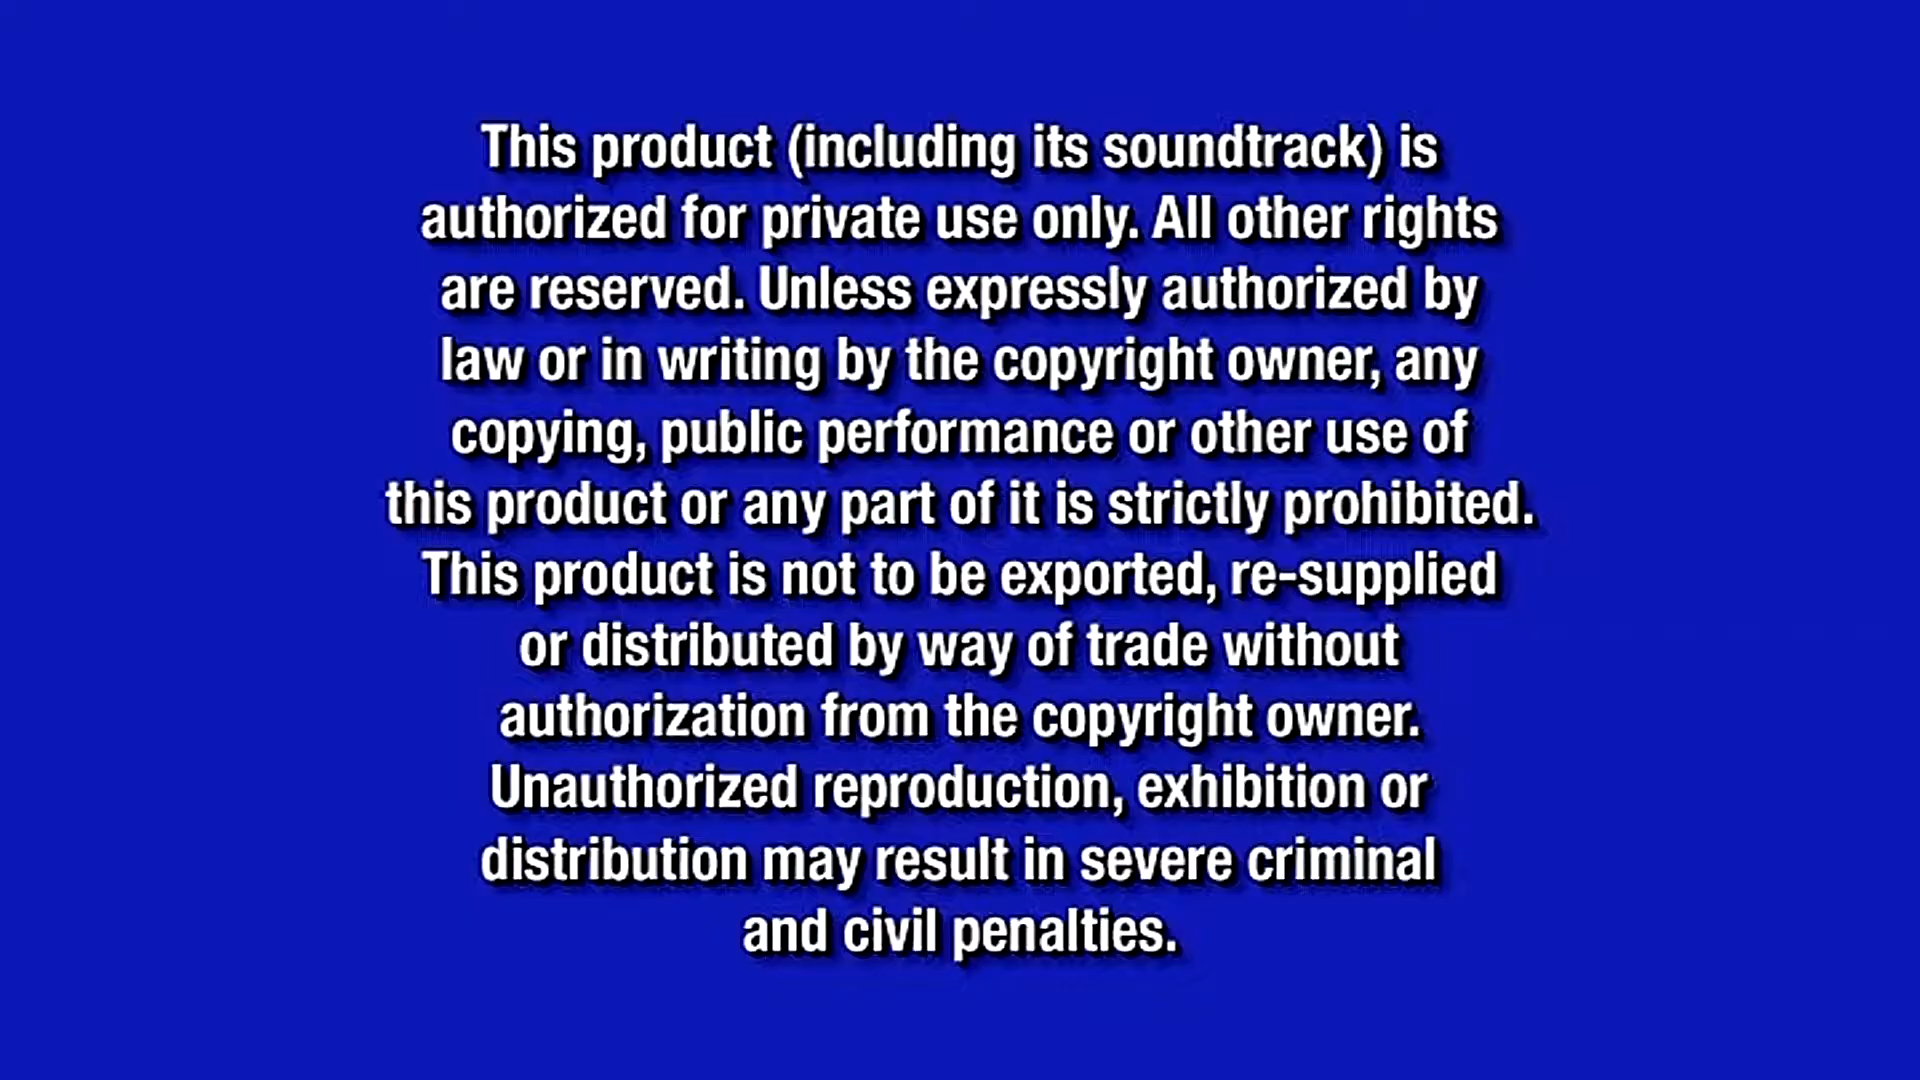 This product (including its soundtrack) is
authorized for private use only. All other rights
are reserved. Unless expressly authorized by
law or in writing by the copyright owner, any
copying, public performance or other use of
this product or any part of it is strictly prohibited.
This product is not to be exported, re-supplied
or distributed by way of trade without
authorization from the copyright owner.
Unauthorized reproduction, exhibition or
distribution may result in severe criminal
and civil penalties.